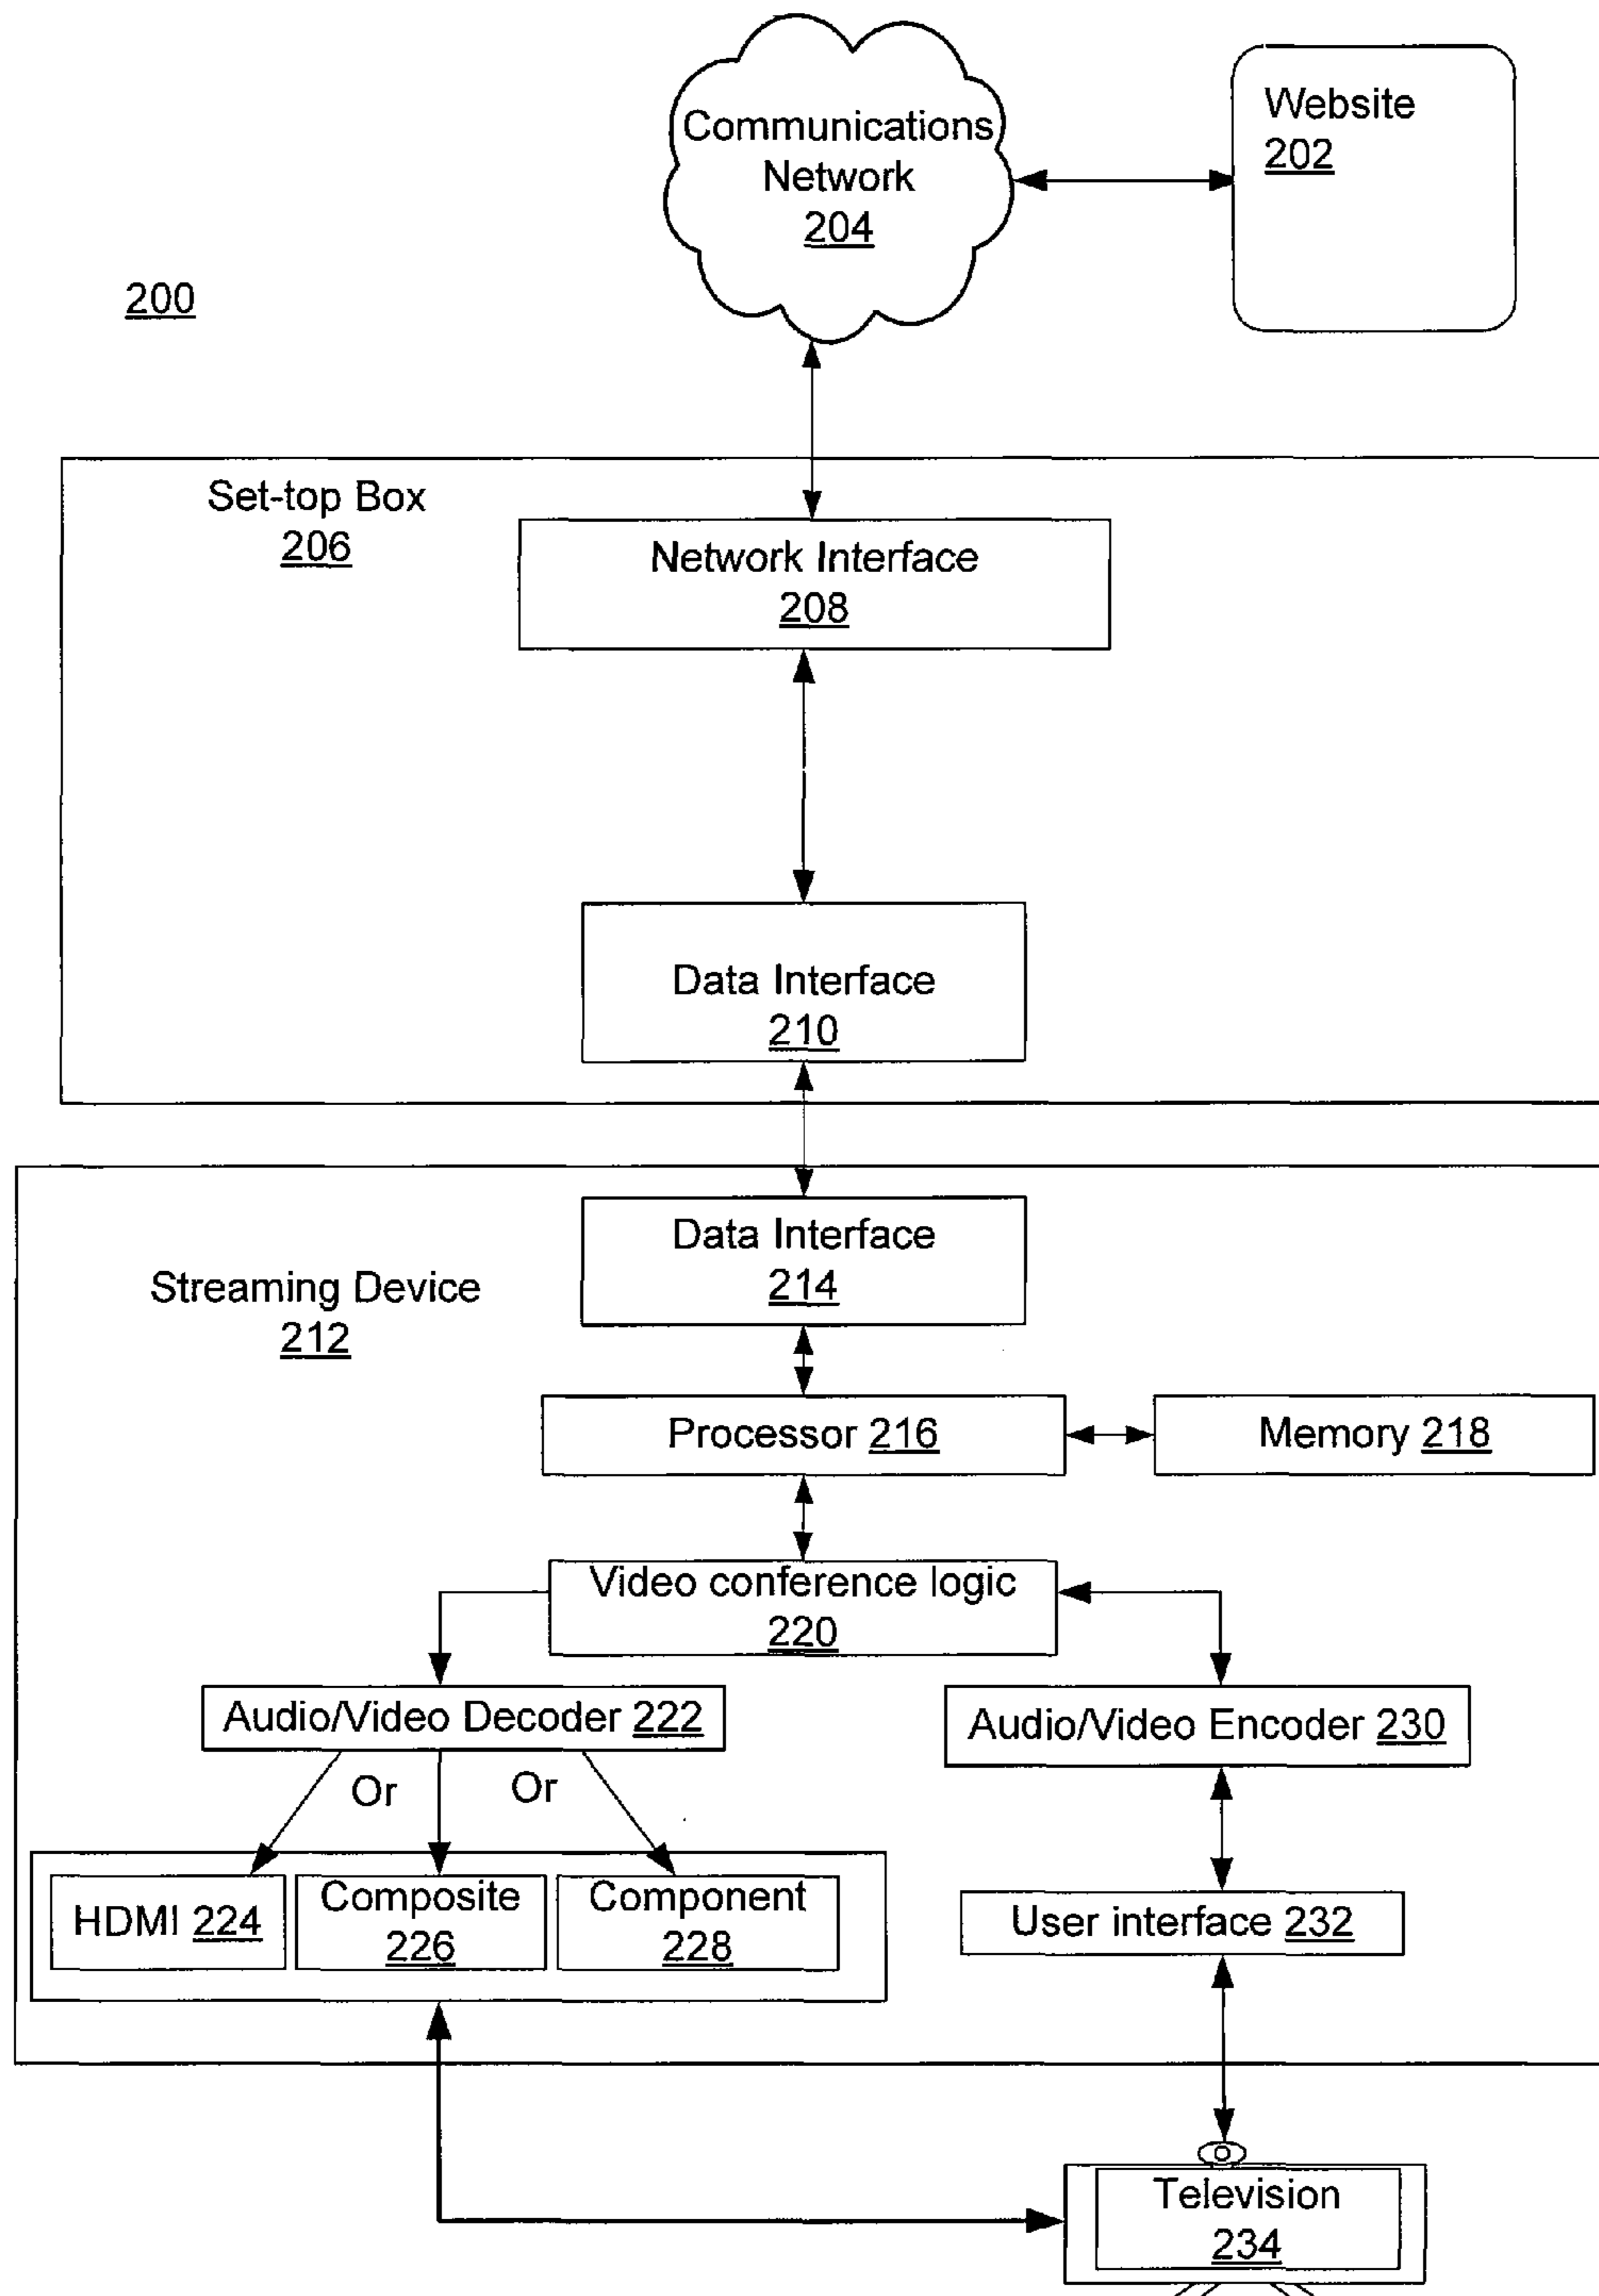 Communications
Network
204
Website
202
200
Set-top Box
206
Network Interface
208
Data Interface
210
Data Interface
214
Streaming Device
212
Processor 216
Memory 218
Video conference logic
220
Audio/Video Decoder 222
Audio/Video Encoder 230
Or
Or
HDMI 224
Composite
226
Component
228
User interface 232
Television
234